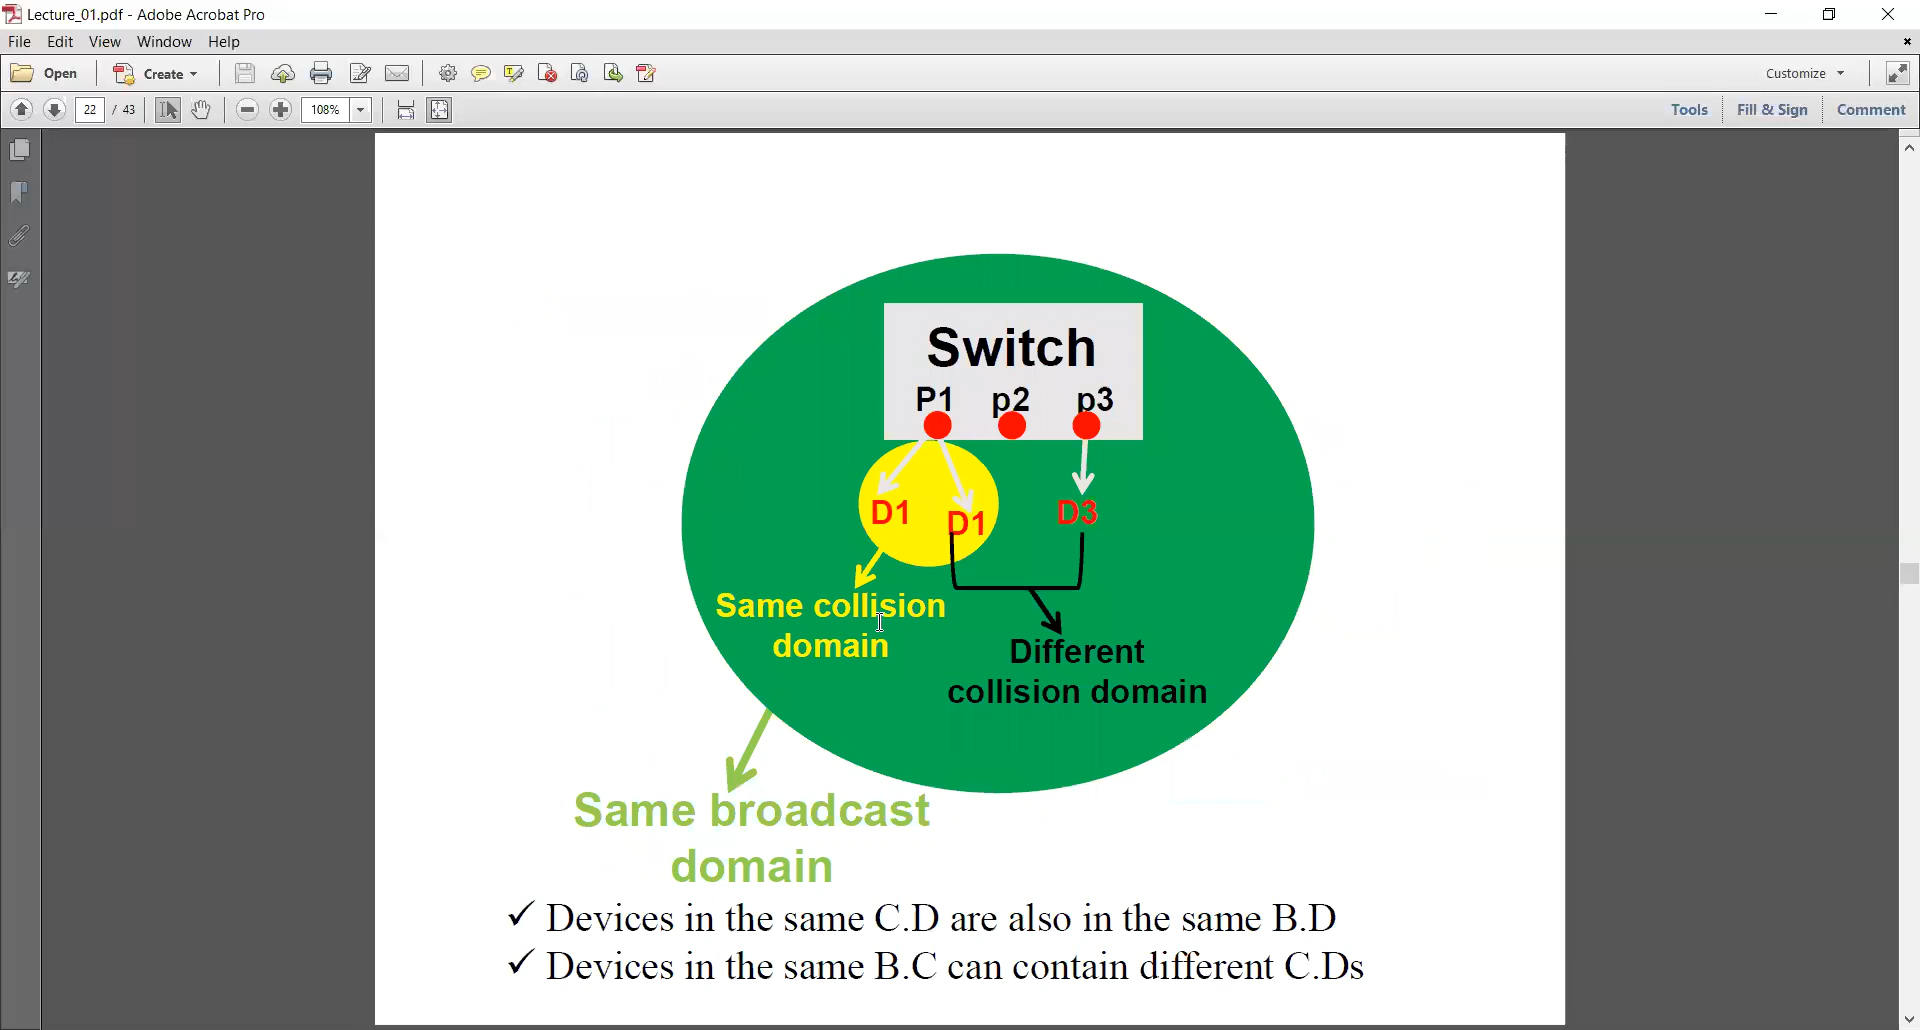 Lecture_01.pdf - Adobe Acrobat Pro
File Edit View Window Help
Open Create Customize
22 / 43 108% Tools Fill & Sign Comment
Switch
P1 p2 p3
D1 D1 D3
Same collision
domain
Different
collision domain
Same broadcast
domain
✓ Devices in the same C.D are also in the same B.D
✓ Devices in the same B.C can contain different C.Ds